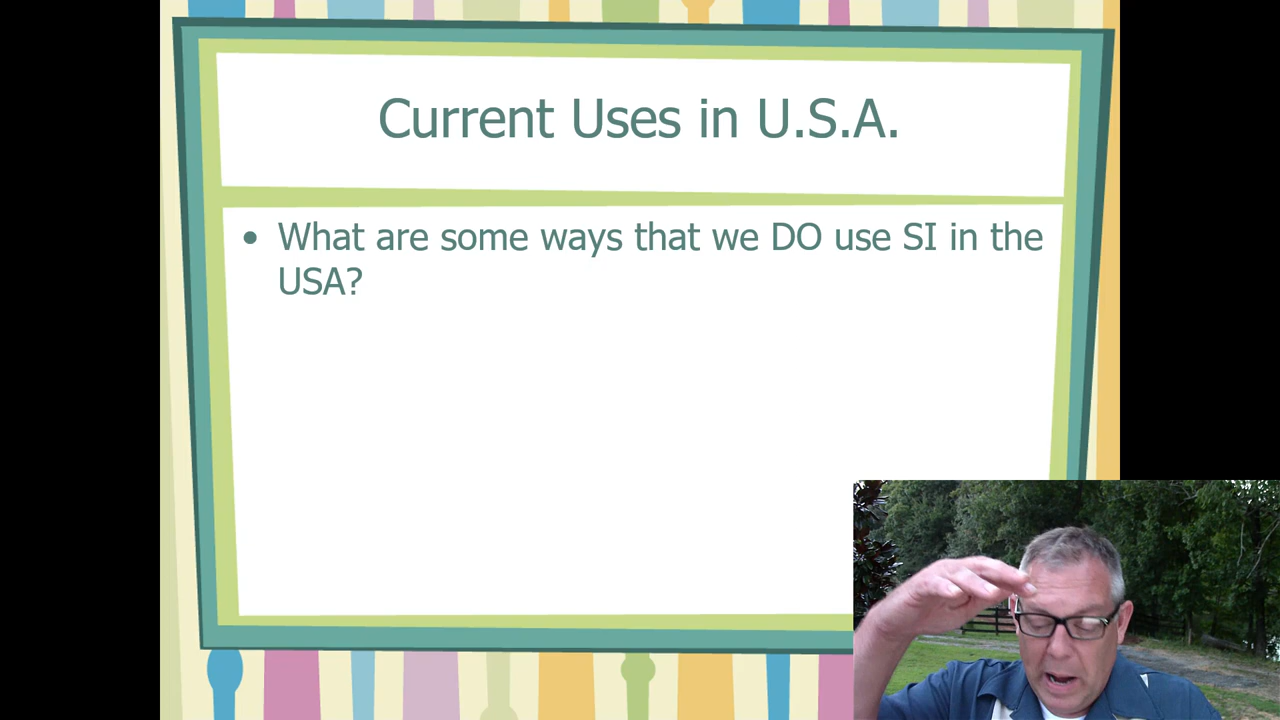 Current Uses in U.S.A.
• What are some ways that we DO use SI in the
USA?